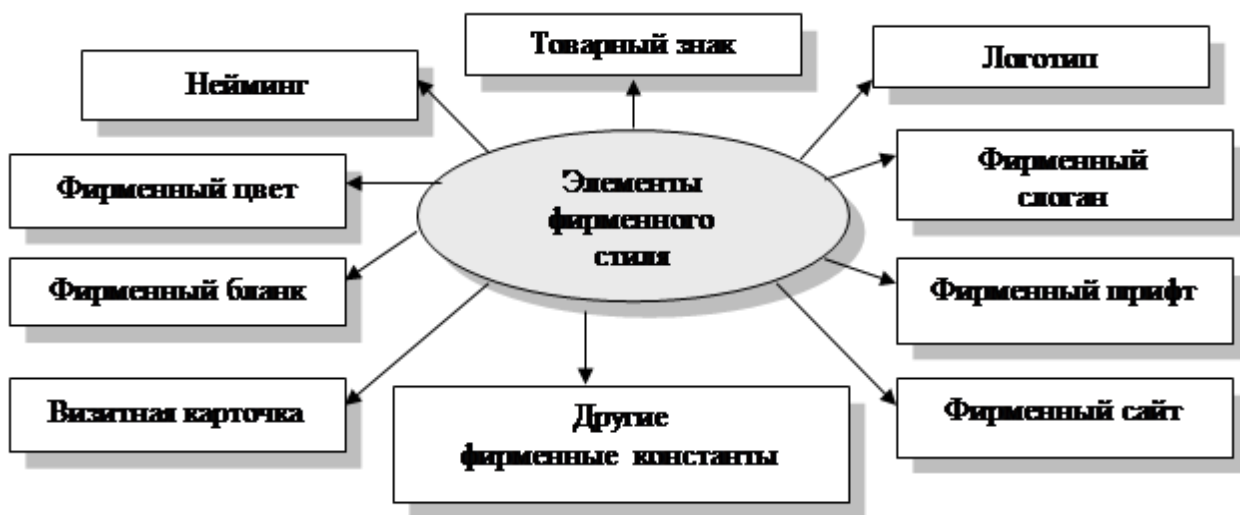 Товарный знак
Логотип
Нейминг
Фирменный
слоган
Фирменный цвет
Элементы
фирменного
стиля
Фирменный бланк
Фирменный шрифт
Визитная карточка
Другие
фирменные константы
Фирменный сайт